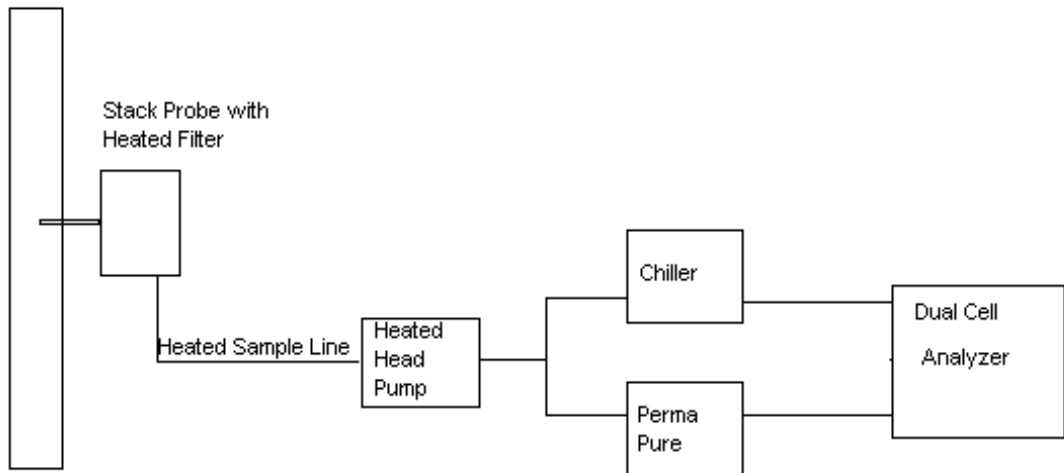 Stack Probe with
Heated Filter
Heated Sample Line
Heated
Head
Pump
Chiller
Perma
Pure
Dual Cell
Analyzer